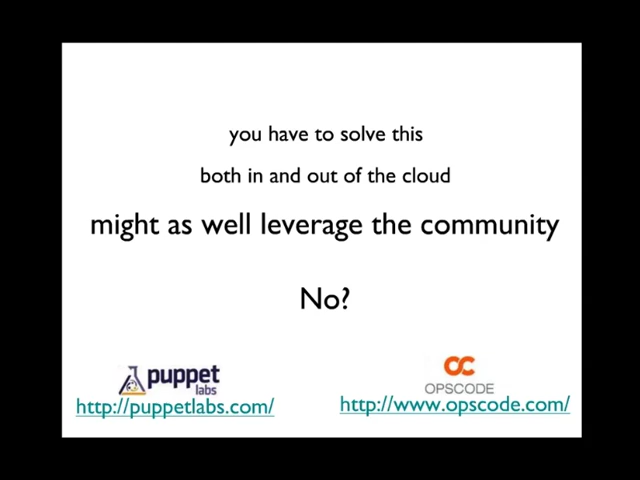 you have to solve this
both in and out of the cloud
might as well leverage the community
No?
puppet
labs
http://puppetlabs.com/
OPSCODE
http://www.opscode.com/